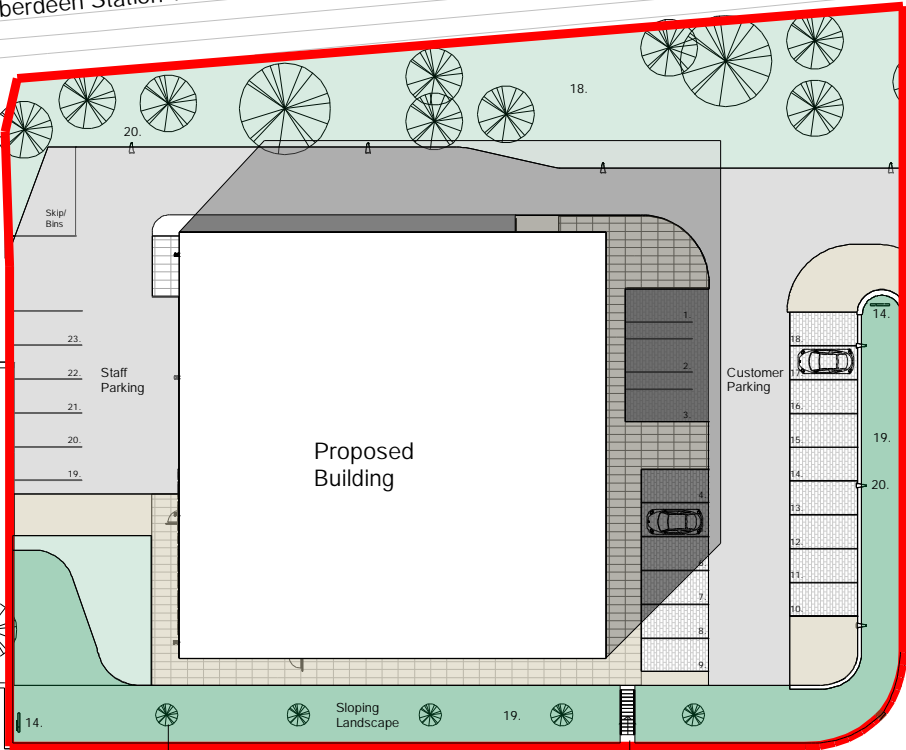 berdeen Station
18.
20.
Skip/
Bins
23.
22.
21.
20.
19.
Staff
Parking
Proposed
Building
1.
2.
3.
4.
6.
7.
8.
9.
Customer
Parking
18.
17.
16.
15.
14.
13.
12.
11.
10.
14.
19.
20.
14.
Sloping
Landscape
19.